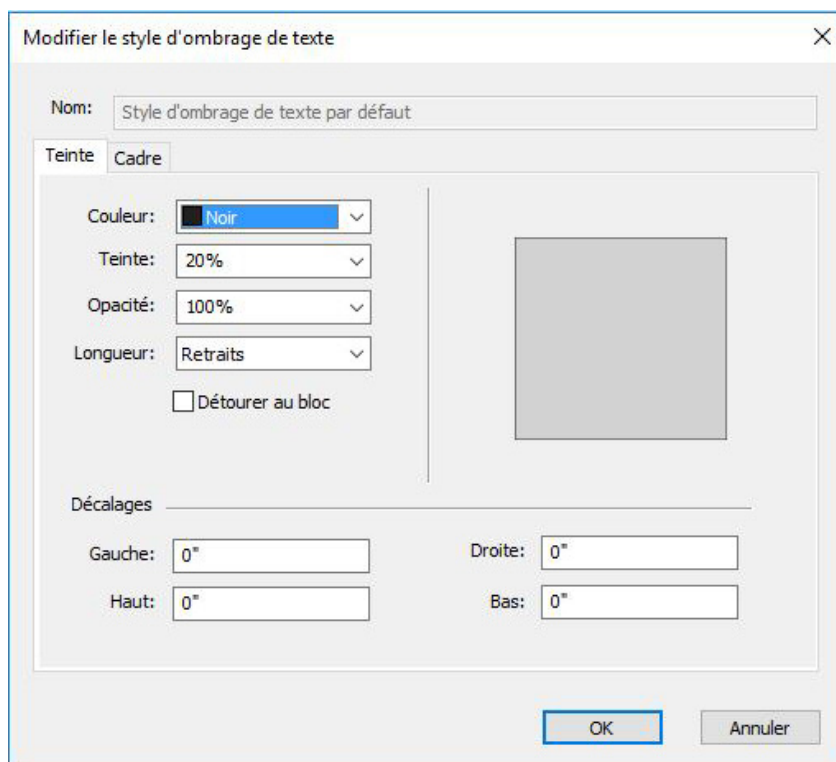 Modifier le style d'ombrage de texte
Nom: Style d'ombrage de texte par défaut
Teinte Cadre
Couleur: Noir
Teinte: 20%
Opacité: 100%
Longueur: Retraits
Détourer au bloc
Décalages
Gauche: 0" Droite: 0"
Haut: 0" Bas: 0"
OK Annuler